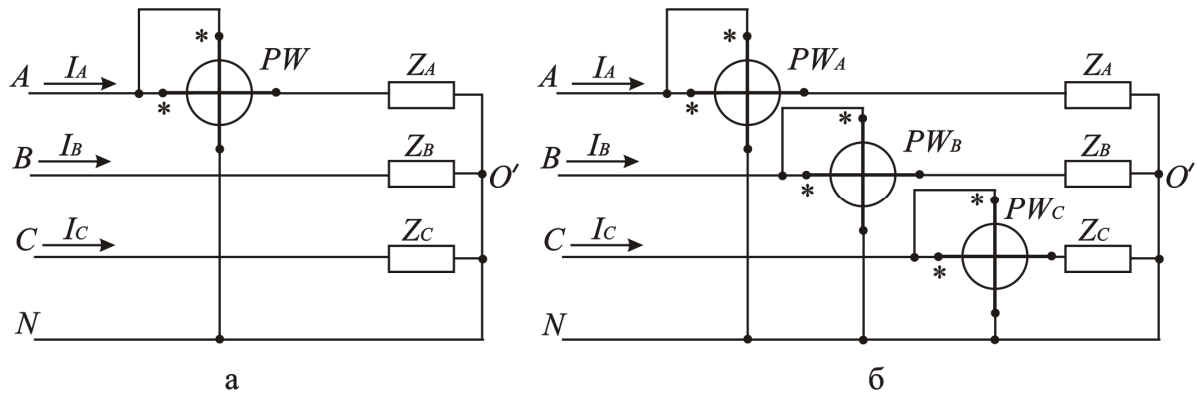 * PW
A I_A * Z_A
B I_B Z_B O′
C I_C Z_C
N
а
* PW_A
A I_A * Z_A
* PW_B
B I_B * Z_B O′
* PW_C
C I_C * Z_C
N
б